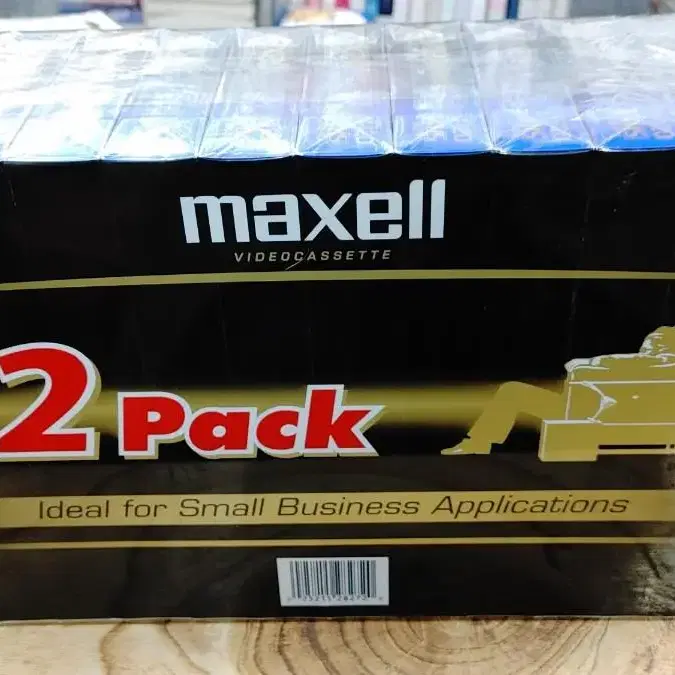 maxell
VIDEOCASSETTE
2 Pack
Ideal for Small Business Applications